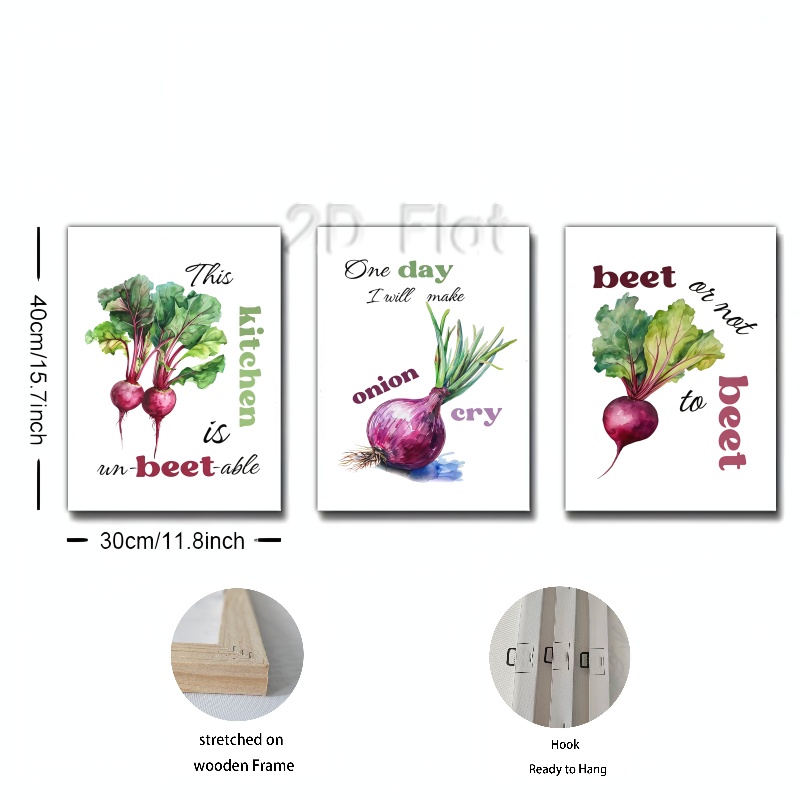 2D Flat
40cm/15.7inch
This
kitchen
is
un-beet-able
One day
I will make
onion
cry
beet
or not
to
beet
30cm/11.8inch
stretched on
wooden Frame
Hook
Ready to Hang